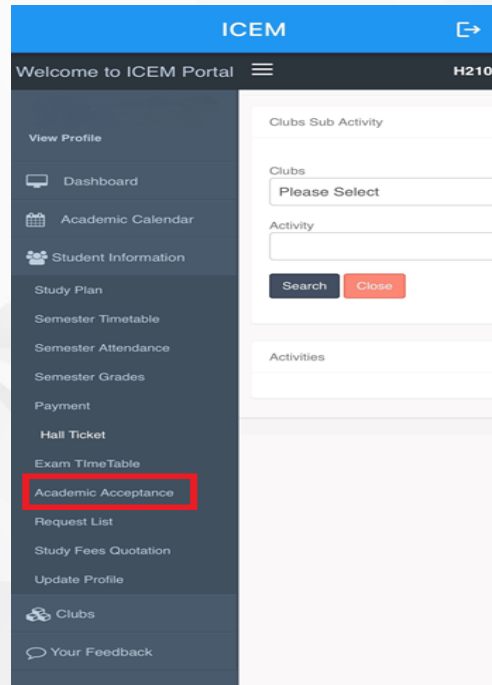 ICEM
Welcome to ICEM Portal
H210
View Profile
Dashboard
Academic Calendar
Student Information
Study Plan
Semester Timetable
Semester Attendance
Semester Grades
Payment
Hall Ticket
Exam TImeTable
Academic Acceptance
Request List
Study Fees Quotation
Update Profile
Clubs
Your Feedback
Clubs Sub Activity
Clubs
Please Select
Activity
Search Close
Activities